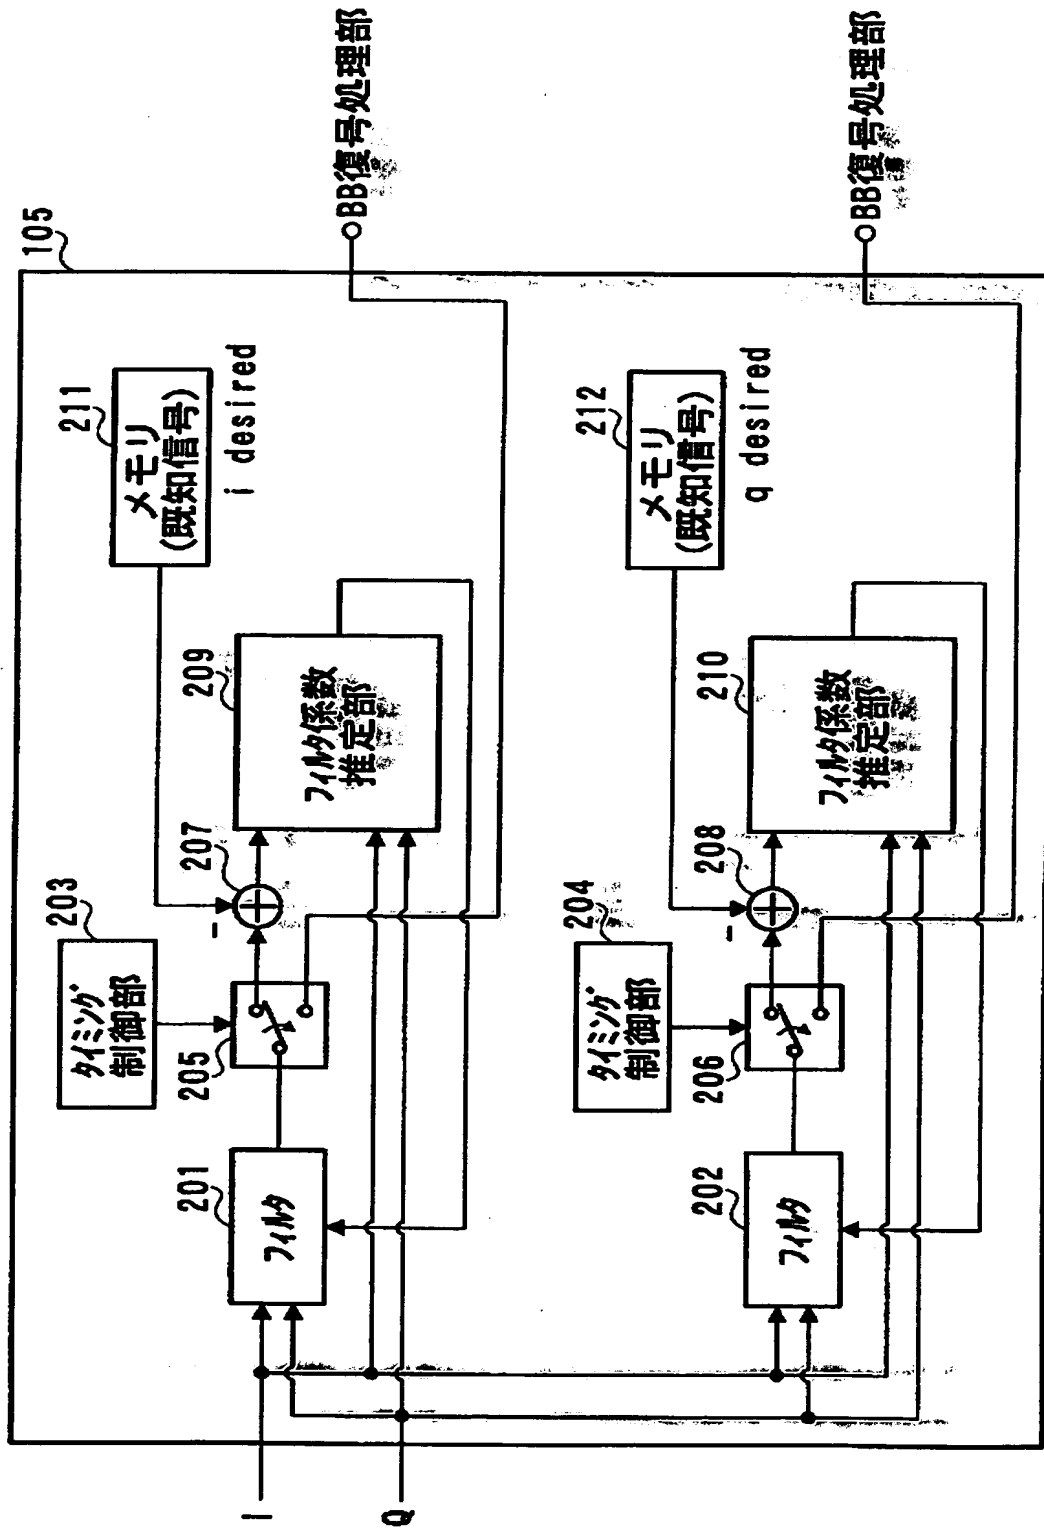 105
211
メモリ
(既知信号)
i desired
203
タイミング
制御部
207
-
209
フィルタ係数
推定部
205
201
フィルタ
I
Q
BB復号処理部
212
メモリ
(既知信号)
q desired
204
タイミング
制御部
208
-
210
フィルタ係数
推定部
206
202
フィルタ
BB復号処理部